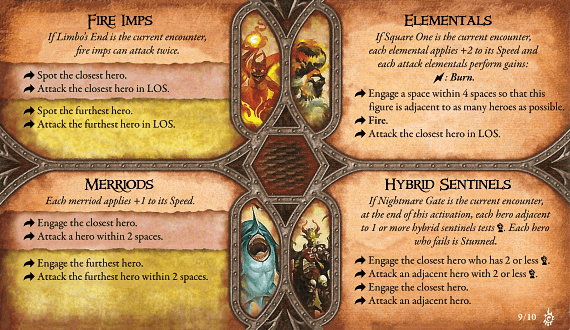 FIRE IMPS
If Limbo's End is the current encounter,
fire imps can attack twice.
Spot the closest hero.
Attack the closest hero in LOS.
Spot the furthest hero.
Attack the furthest hero in LOS.
ELEMENTALS
If Square One is the current encounter,
each elemental applies +2 to its Speed and
each attack elementals perform gains:
: Burn.
Engage a space within 4 spaces so that this
figure is adjacent to as many heroes as possible.
Fire.
Attack the closest hero in LOS.
MERRIODS
Each merriod applies +1 to its Speed.
Engage the closest hero.
Attack a hero within 2 spaces.
Engage the furthest hero.
Attack the furthest hero within 2 spaces.
HYBRID SENTINELS
If Nightmare Gate is the current encounter,
at the end of this activation, each hero adjacent
to 1 or more hybrid sentinels tests . Each hero
who fails is Stunned.
Engage the closest hero who has 2 or less .
Attack an adjacent hero with 2 or less .
Engage the closest hero.
Attack an adjacent hero.
9/10